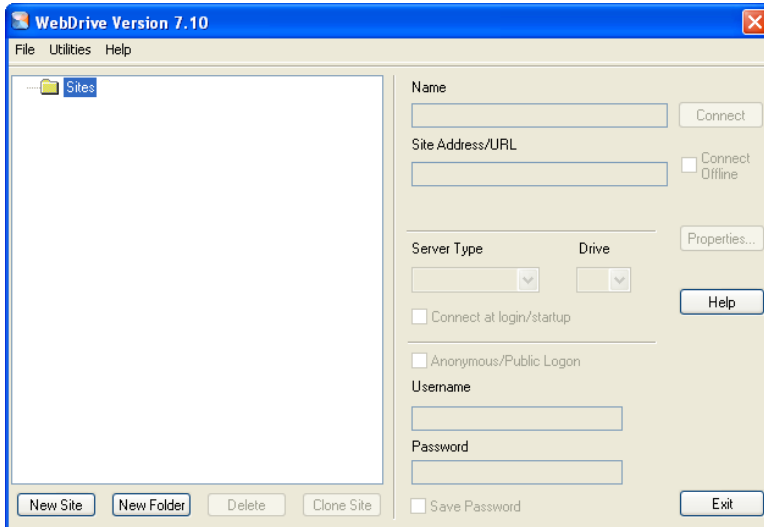 WebDrive Version 7.10
File Utilities Help
Sites
Name
Connect
Site Address/URL
Connect
Offline
Properties...
Server Type Drive
Help
Connect at login/startup
Anonymous/Public Logon
Username
Password
New Site New Folder Delete Clone Site
Save Password
Exit